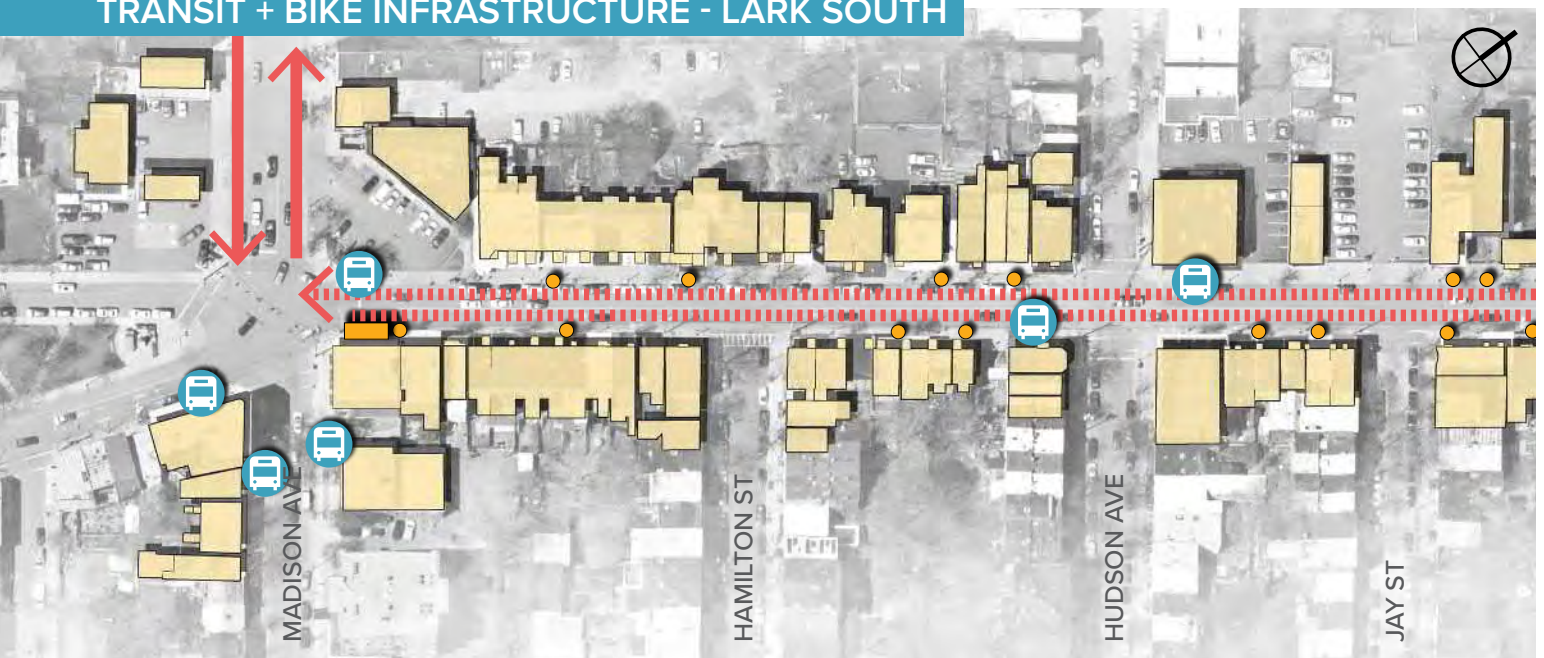 TRANSIT + BIKE INFRASTRUCTURE - LARK SOUTH
MADISON AVE
HAMILTON ST
HUDSON AVE
JAY ST